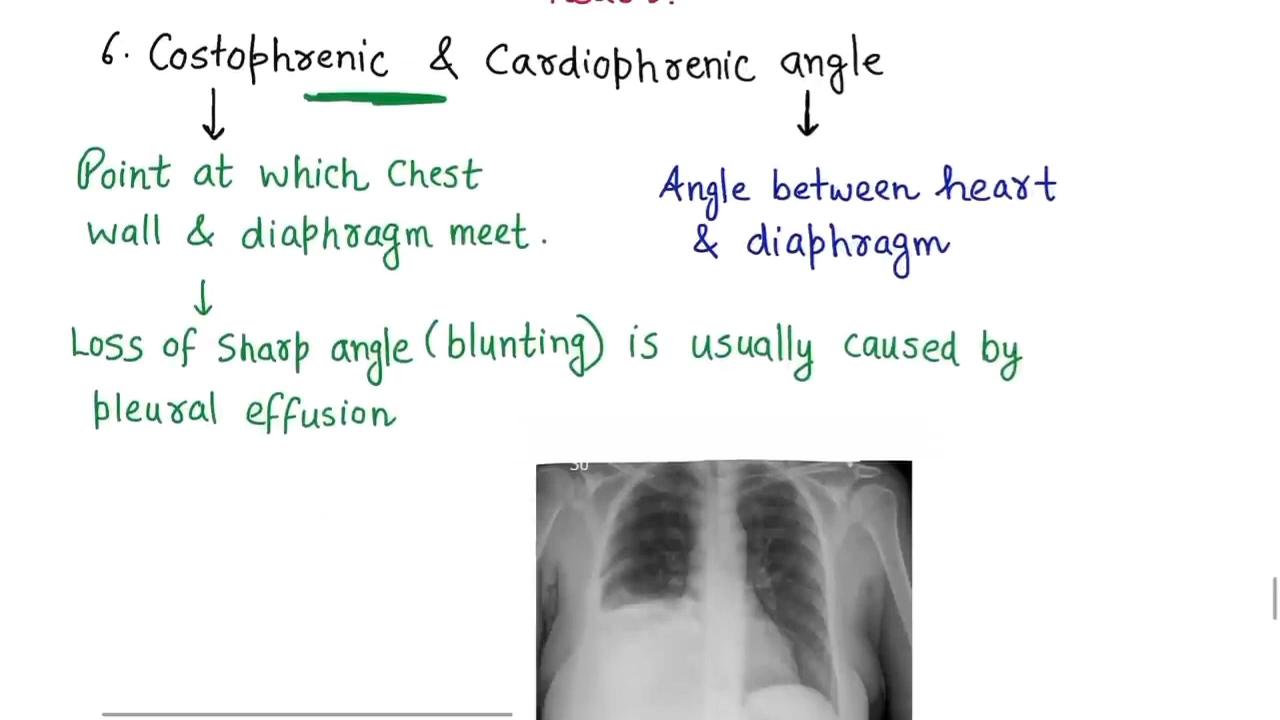 6. Costophrenic & Cardiophrenic angle
Point at which Chest
wall & diaphragm meet.
Angle between heart
& diaphragm
Loss of sharp angle (blunting) is usually caused by
pleural effusion